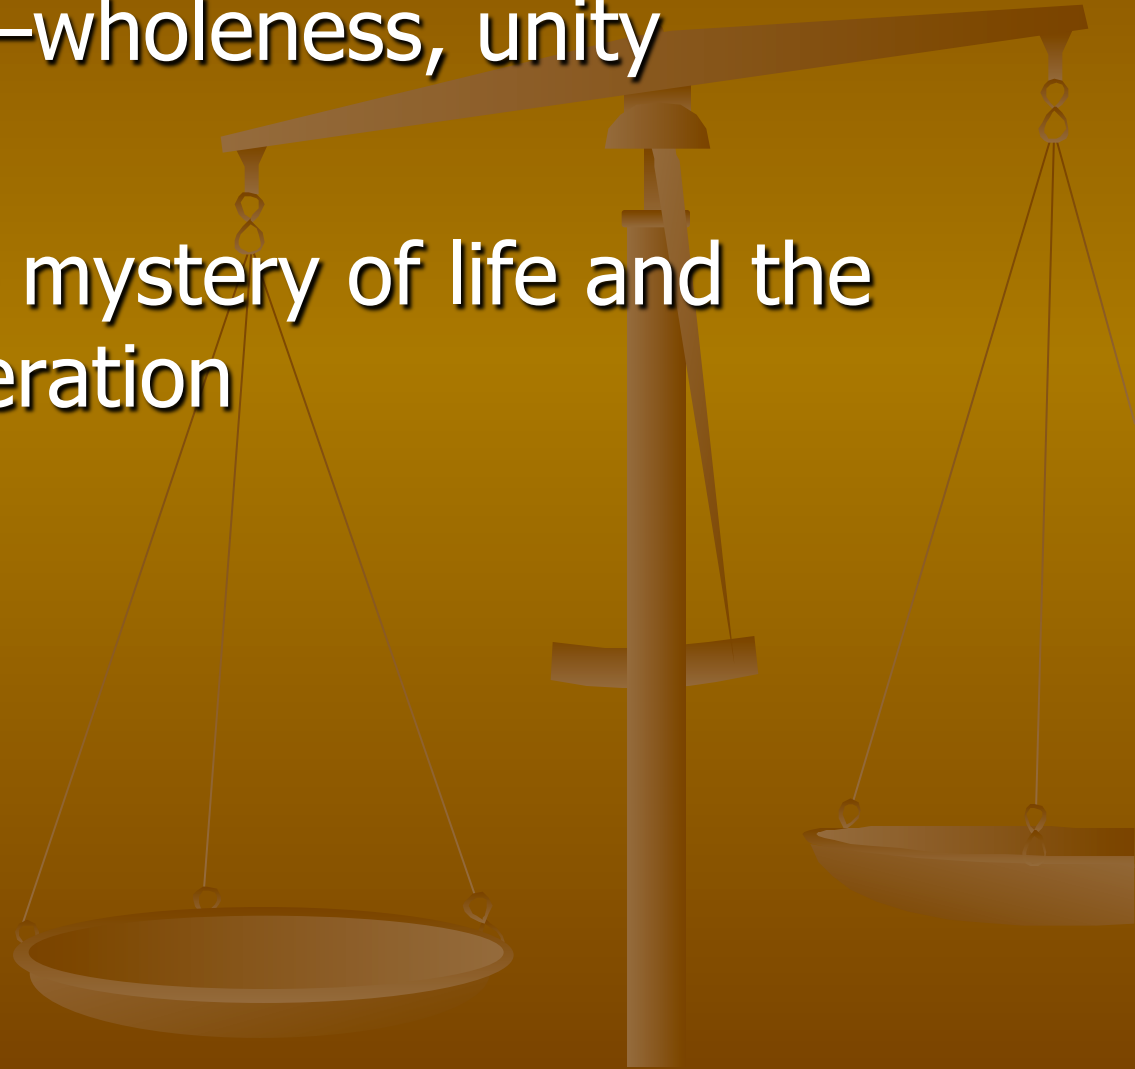 –wholeness, unity
mystery of life and the
eration